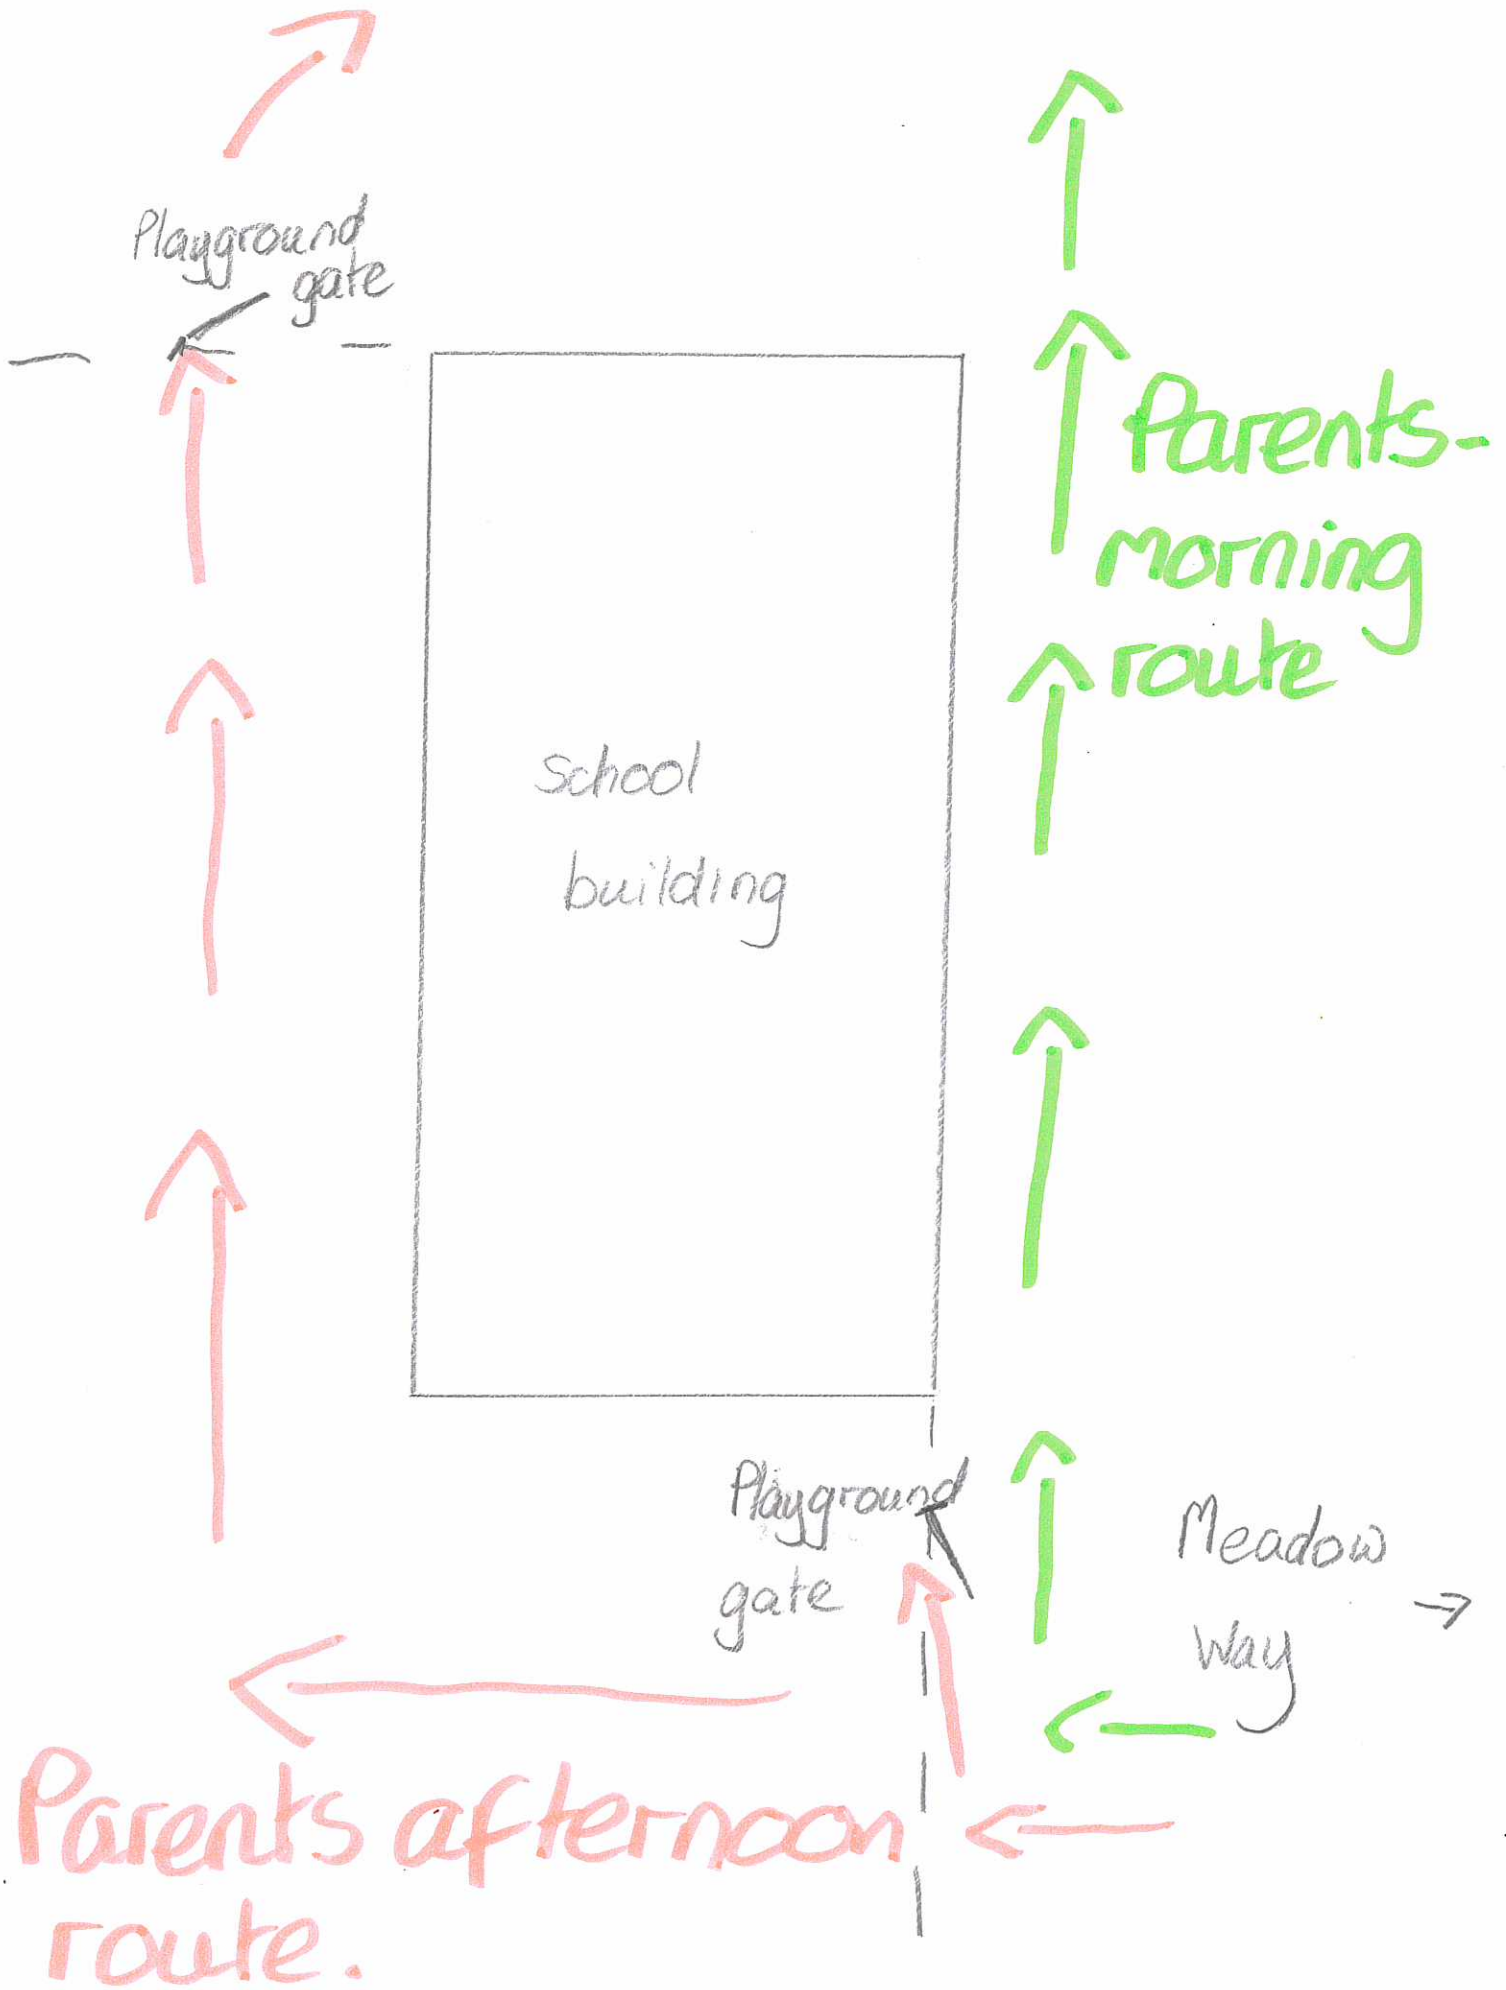 Playground
gate
Parents-
morning
route
School
building
Playground
gate
Meadow
Way
Parents afternoon
route.